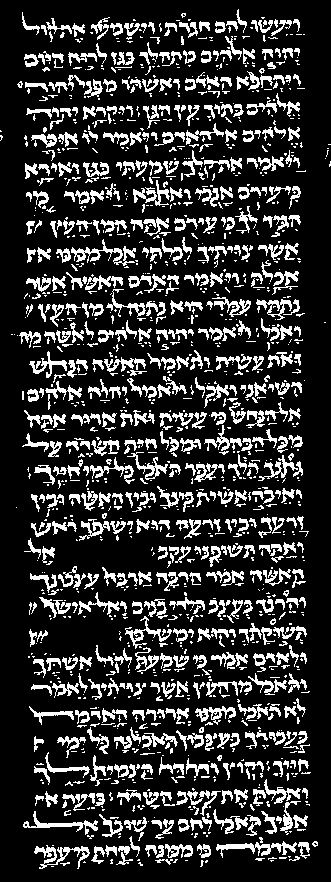 ויעשו להם חגרת׃ וישמעו את קול
יהוה אלהים מתהלך בגן לרוח היום
ויתחבא האדם ואשתו מפני יהוה
אלהים בתוך עץ הגן׃ ויקרא יהוה
אלהים אל האדם ויאמר לו איכה׃
ויאמר את קלך שמעתי בגן ואירא
כי עירם אנכי ואחבא׃ ויאמר מי
הגיד לך כי עירם אתה המן העץ
אשר צויתיך לבלתי אכל ממנו
אכלת׃ ויאמר האדם האשה אשר
נתתה עמדי הוא נתנה לי מן העץ
ואכל׃ ויאמר יהוה אלהים לאשה מה
זאת עשית ותאמר האשה הנחש
השיאני ואכל׃ ויאמר יהוה אלהים
אל הנחש כי עשית זאת ארור אתה
מכל הבהמה ומכל חית השדה על
גחנך תלך ועפר תאכל כל ימי חייך׃
ואיבה אשית בינך ובין האשה ובין
זרעך ובין זרעה הוא ישופך ראש
ואתה תשופנו עקב׃ אל
האשה אמר הרבה ארבה עצבונך
והרנך בעצב תלדי בנים ואל אישך
תשוקתך והוא ימשל בך׃
ולאדם אמר כי שמעת לקול אשתך
ותאכל מן העץ אשר צויתיך לאמר
לא תאכל ממנו ארורה האדמה
בעבורך בעצבון תאכלנה כל ימי
חייך׃ וקוץ ודרדר תצמיח לך
ואכלת את עשב השדה׃ בזעת
אפיך תאכל לחם עד שובך אל
האדמה כי ממנה לקחת כי עפר